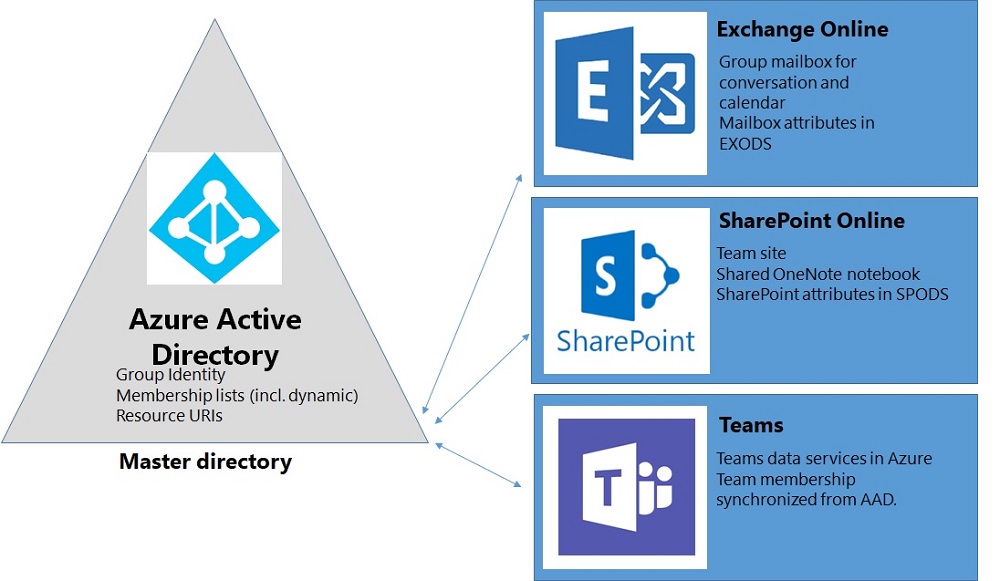 Azure Active
Directory
Group Identity
Membership lists (incl. dynamic)
Resource URIs
Master directory
E
Exchange Online
Group mailbox for
conversation and
calendar
Mailbox attributes in
EXODS
S
SharePoint
SharePoint Online
Team site
Shared OneNote notebook
SharePoint attributes in SPODS
T
Teams
Teams data services in Azure
Team membership
synchronized from AAD.